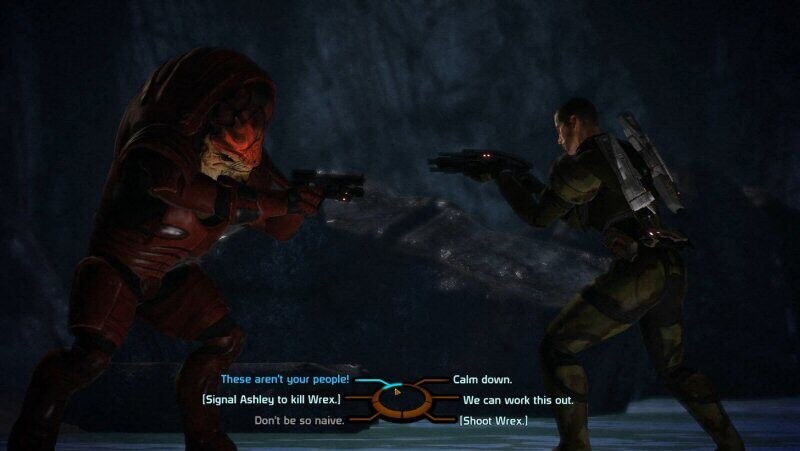 These aren't your people!
Calm down.
[Signal Ashley to kill Wrex.]
We can work this out.
Don't be so naive.
[Shoot Wrex.]